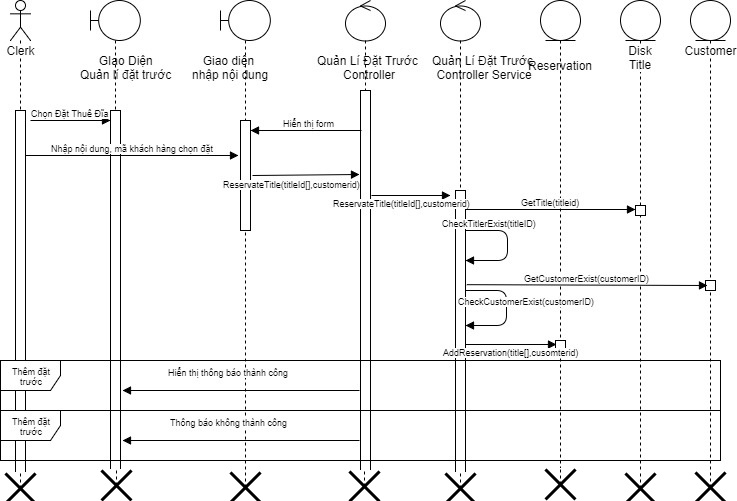 Clerk
GIao Diện
Quản lí đặt trước
Giao diện
nhập nội dung
Quản Lí Đặt Trước
Controller
Quản Lí Đặt Trước
Controller Service
Reservation
Disk
Title
Customer
Chọn Đặt Thuê Đĩa
Hiển thị form
Nhập nội dung, mã khách hàng chọn đặt
ReservateTitle(titleId[],customerid)
ReservateTitle(titleId[],customerid)
GetTitle(titleid)
CheckTitlerExist(titleID)
GetCustomerExist(customerID)
CheckCustomerExist(customerID)
AddReservation(title[],cusomterid)
Thêm đặt
trước
Hiển thị thông báo thành công
Thêm đặt
trước
Thông báo không thành công